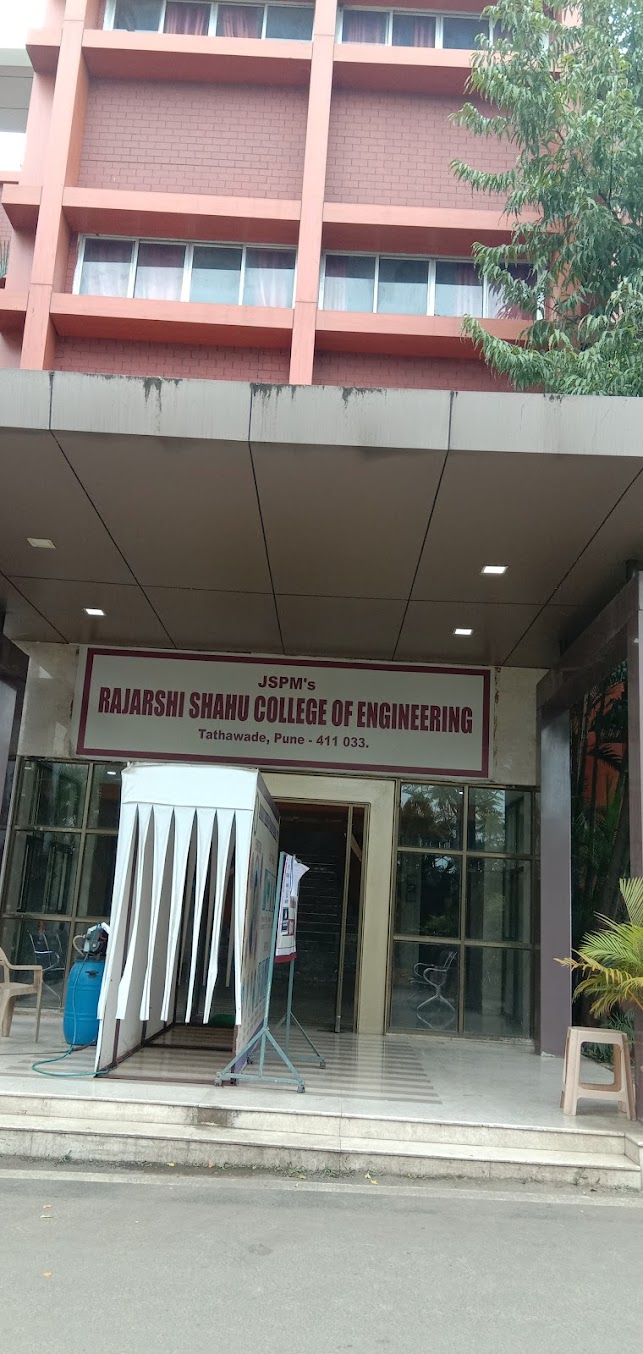 JSPM's
RAJARSHI SHAHU COLLEGE OF ENGINEERING
Tathawade, Pune - 411 033.